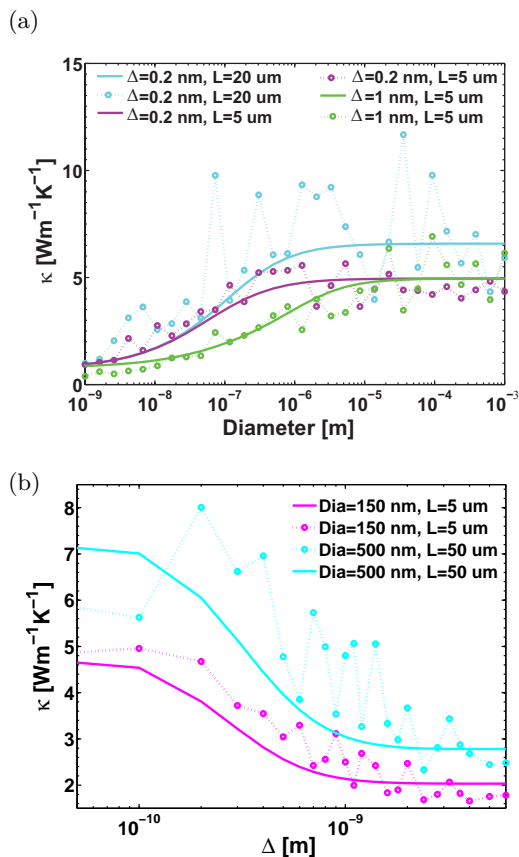 (a)
15
10
5
0
κ [Wm⁻¹K⁻¹]
Δ=0.2 nm, L=20 um
Δ=0.2 nm, L=20 um
Δ=0.2 nm, L=5 um
Δ=0.2 nm, L=5 um
Δ=1 nm, L=5 um
Δ=1 nm, L=5 um
10⁻⁹ 10⁻⁸ 10⁻⁷ 10⁻⁶ 10⁻⁵ 10⁻⁴ 10⁻³
Diameter [m]
(b)
8
7
6
5
4
3
2
κ [Wm⁻¹K⁻¹]
Dia=150 nm, L=5 um
Dia=150 nm, L=5 um
Dia=500 nm, L=50 um
Dia=500 nm, L=50 um
10⁻¹⁰ 10⁻⁹
Δ [m]